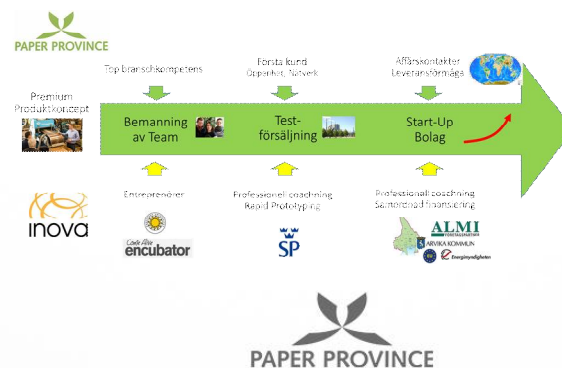 PAPER PROVINCE
Top branschkompetens
Första kund
Öppenhet, Nätverk
Affärskontakter
Leveransförmåga
Premium
Produktkoncept
Bemanning
av Team
Test-
försäljning
Start-Up
Bolag
Entreprenörer
Professionell coachning
Rapid Prototyping
Professionell coachning
Samordnad finansiering
inova
encubator
SP
ALMI
FÖRETAGSPARTNER
ARVIKA KOMMUN
Energimyndigheten
PAPER PROVINCE